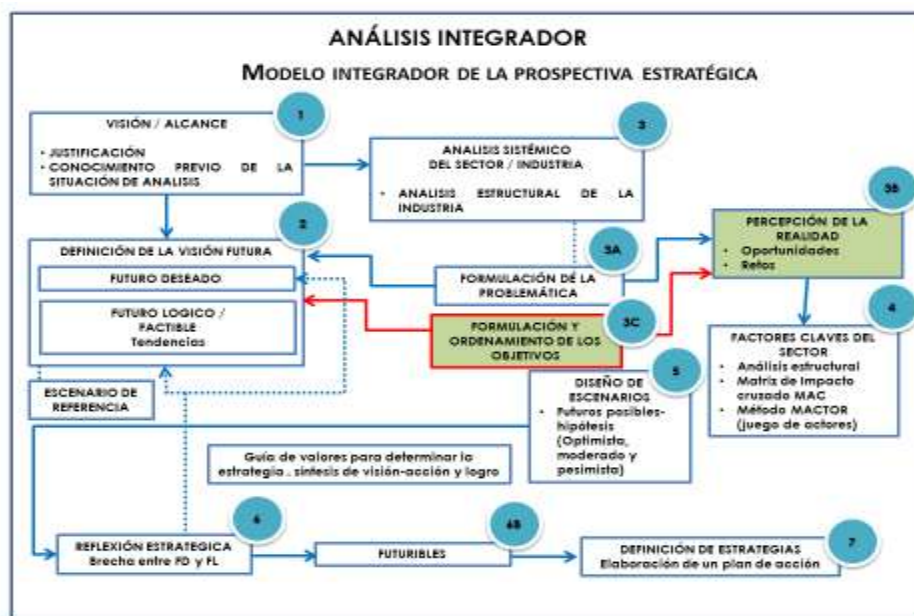 ANÁLISIS INTEGRADOR
MODELO INTEGRADOR DE LA PROSPECTIVA ESTRATÉGICA
1
VISIÓN / ALCANCE
• JUSTIFICACIÓN
• CONOCIMIENTO PREVIO DE LA
SITUACIÓN DE ANALISIS
3
ANALISIS SISTÉMICO
DEL SECTOR / INDUSTRIA
• ANALISIS ESTRUCTURAL DE LA
INDUSTRIA
2
DEFINICIÓN DE LA VISIÓN FUTURA
FUTURO DESEADO
FUTURO LOGICO /
FACTIBLE
Tendencias
3A
FORMULACIÓN DE LA
PROBLEMÁTICA
3B
PERCEPCIÓN DE LA
REALIDAD
• Oportunidades
• Retos
3C
FORMULACIÓN Y
ORDENAMIENTO DE LOS
OBJETIVOS
4
FACTORES CLAVES DEL
SECTOR
• Análisis estructural
• Matriz de Impacto
cruzado MAC
• Método MACTOR
(juego de actores)
ESCENARIO DE
REFERENCIA
5
DISEÑO DE
ESCENARIOS
• Futuros posibles-
hipótesis
(Optimista,
moderado y
pesimista)
Guía de valores para determinar la
estrategia . síntesis de visión-acción y logro
6
REFLEXIÓN ESTRATEGICA
Brecha entre FD y FL
6B
FUTURIBLES
7
DEFINICIÓN DE ESTRATEGIAS
Elaboración de un plan de acción